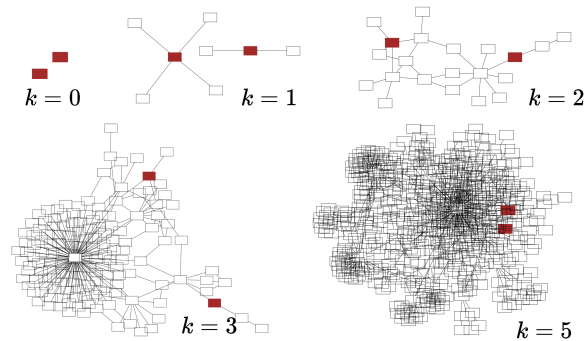 k = 0
k = 1
k = 2
k = 3
k = 5